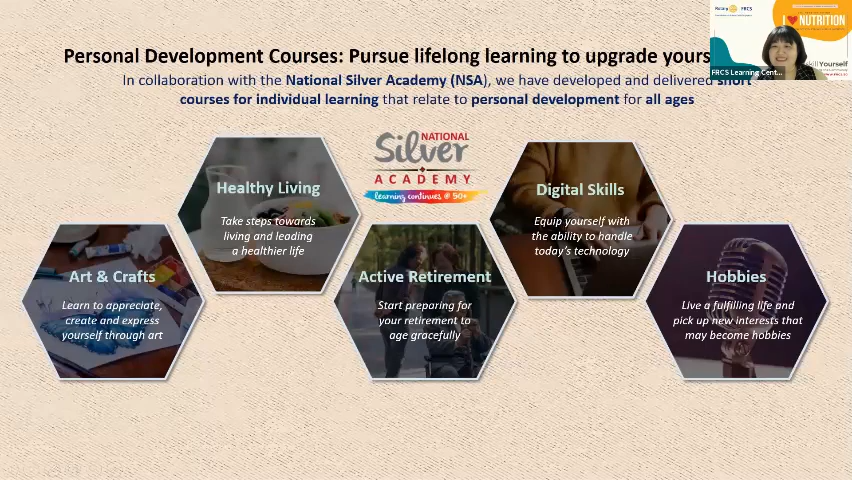 Personal Development Courses: Pursue lifelong learning to upgrade
In collaboration with the National Silver Academy (NSA), we have developed and delivered short
courses for individual learning that relate to personal development for all ages
NATIONAL
Silver
ACADEMY
learning continues @ 50+
Healthy Living
Take steps towards
living and leading
a healthier life
Digital Skills
Equip yourself with
the ability to handle
today's technology
Art & Crafts
Learn to appreciate,
create and express
yourself through art
Active Retirement
Start preparing for
your retirement to
age gracefully
Hobbies
Live a fulfilling life and
pick up new interests that
may become hobbies
Rotary
FRCS
I NUTRITION
Yourself
FRCS Learning Cent...